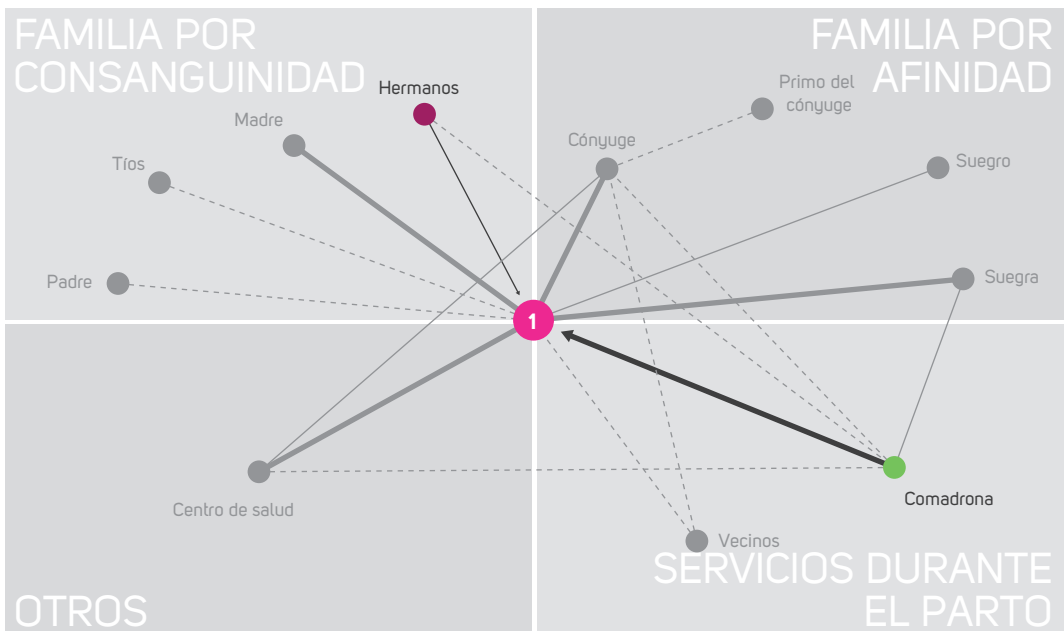 FAMILIA POR
CONSANGUINIDAD
FAMILIA POR
AFINIDAD
Hermanos
Madre
Tíos
Padre
Primo del
cónyuge
Cónyuge
Suegro
Suegra
1
Centro de salud
Comadrona
Vecinos
OTROS
SERVICIOS DURANTE
EL PARTO